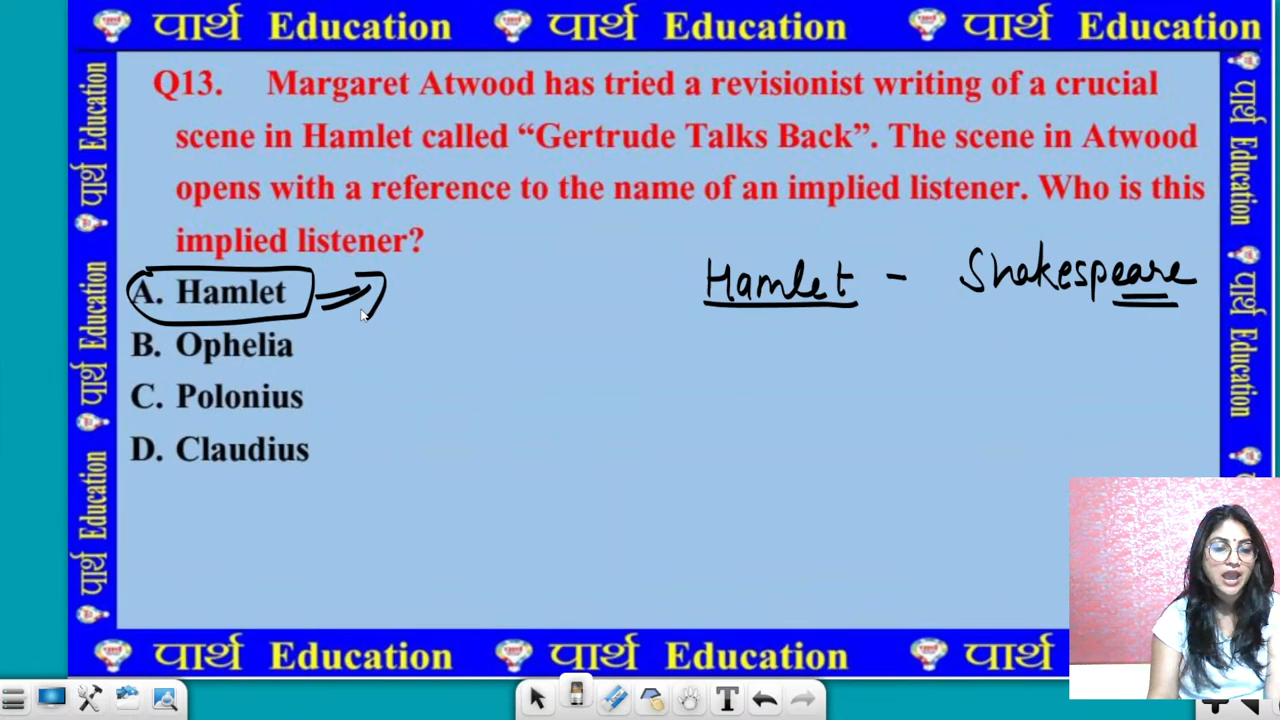 पार्थ Education पार्थ Education पार्थ Education
Q13. Margaret Atwood has tried a revisionist writing of a crucial
scene in Hamlet called “Gertrude Talks Back”. The scene in Atwood
opens with a reference to the name of an implied listener. Who is this
implied listener?
Hamlet - Shakespeare
A. Hamlet
B. Ophelia
C. Polonius
D. Claudius
पार्थ Education
पार्थ Education
पार्थ Education
पार्थ Education
पार्थ Education
पार्थ Education पार्थ Education पार्थ
T